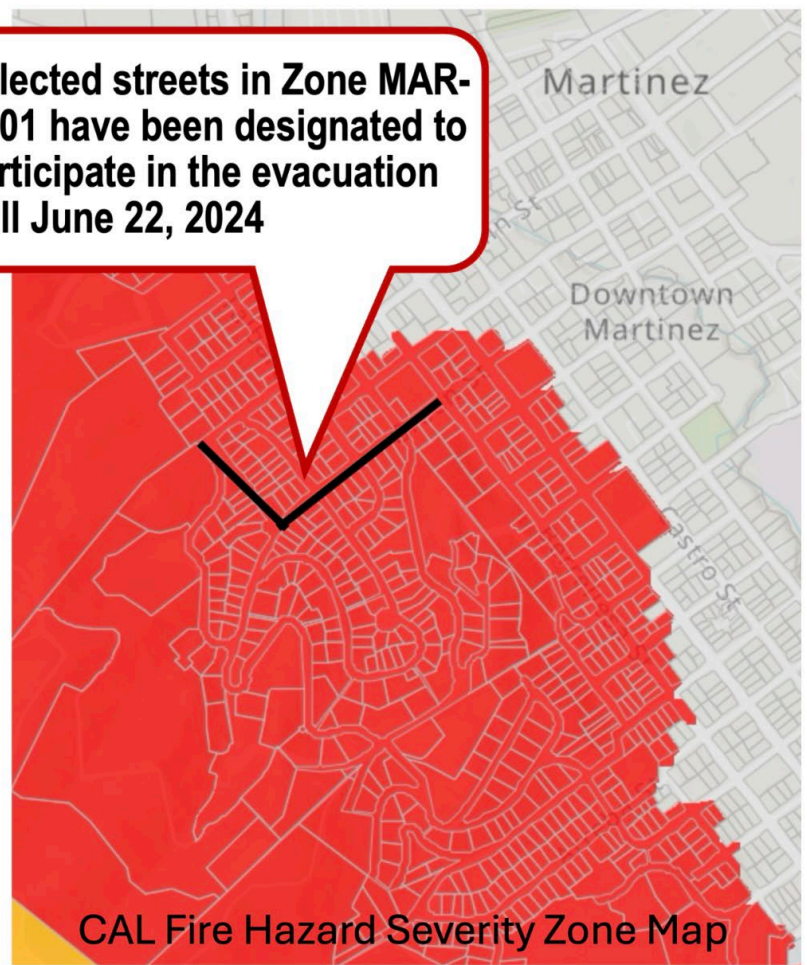 lected streets in Zone MAR-
01 have been designated to
rticipate in the evacuation
ll June 22, 2024
Martinez
Downtown
Martinez
Castro St
CAL Fire Hazard Severity Zone Map